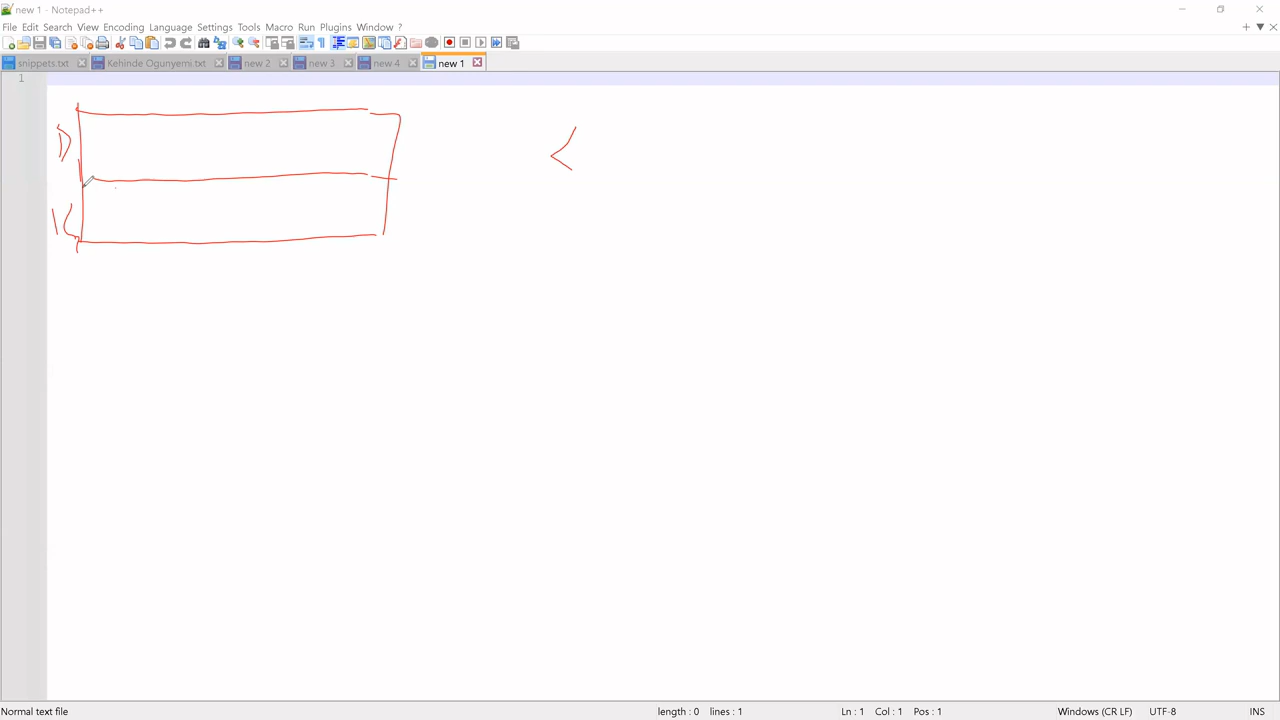 new 1 - Notepad++
File Edit Search View Encoding Language Settings Tools Macro Run Plugins Window ?
snippets.txt Kehinde Ogunyemi.txt new 2 new 3 new 4 new 1
1
D
<
Normal text file length : 0 lines : 1 Ln : 1 Col : 1 Pos : 1 Windows (CR LF) UTF-8 INS